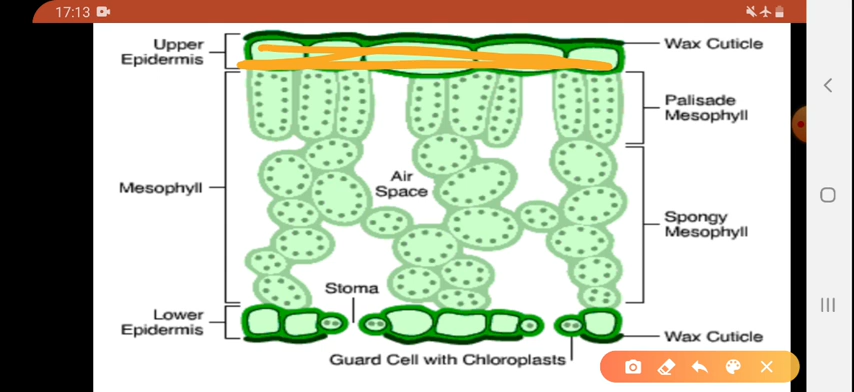 17:13
Upper
Epidermis
Wax Cuticle
Palisade
Mesophyll
Mesophyll
Air
Space
Spongy
Mesophyll
Stoma
Lower
Epidermis
Wax Cuticle
Guard Cell with Chloroplasts